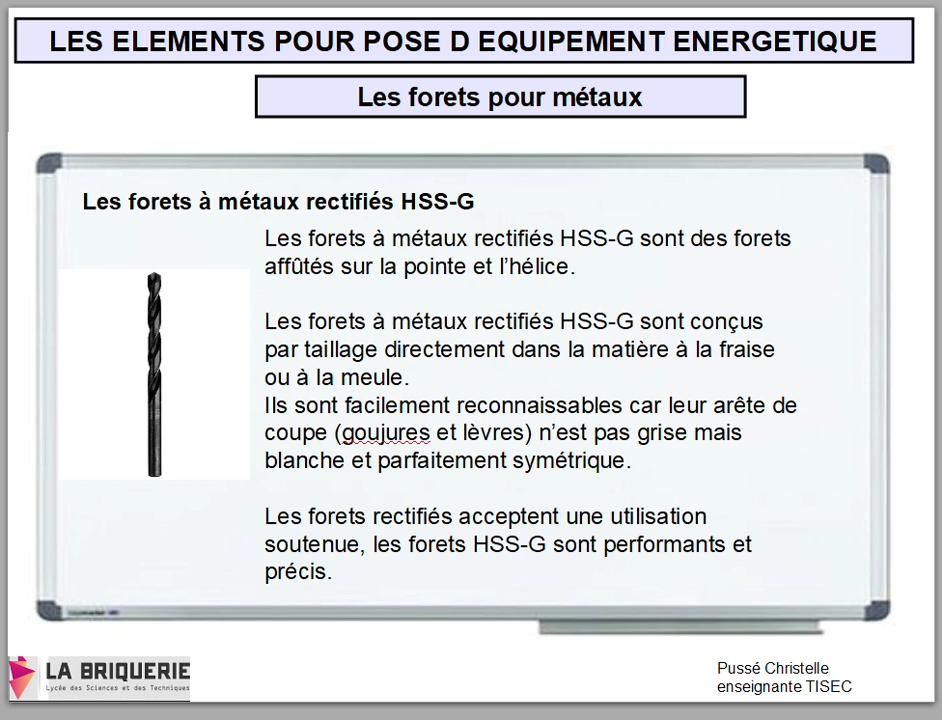 LES ELEMENTS POUR POSE D EQUIPEMENT ENERGETIQUE
Les forets pour métaux
Les forets à métaux rectifiés HSS-G
Les forets à métaux rectifiés HSS-G sont des forets
affûtés sur la pointe et l’hélice.
Les forets à métaux rectifiés HSS-G sont conçus
par taillage directement dans la matière à la fraise
ou à la meule.
Ils sont facilement reconnaissables car leur arête de
coupe (goujures et lèvres) n’est pas grise mais
blanche et parfaitement symétrique.
Les forets rectifiés acceptent une utilisation
soutenue, les forets HSS-G sont performants et
précis.
LA BRIQUERIE
Lycée des Sciences et des Techniques
Pussé Christelle
enseignante TISEC